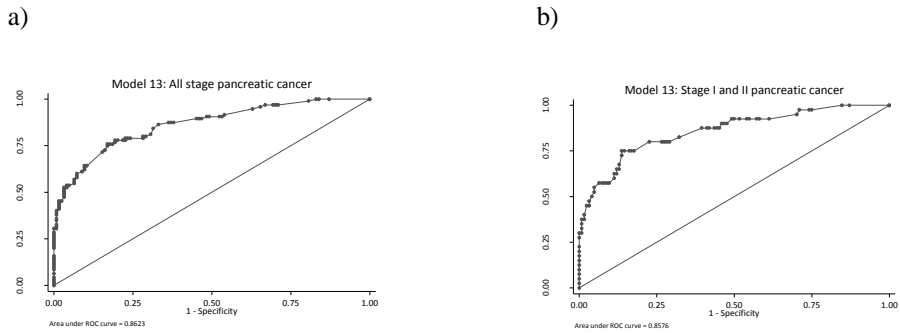 a)
Model 13: All stage pancreatic cancer
1.00
0.75
0.50
0.25
0.00
0.00
0.25
0.50
0.75
1.00
1 - Specificity
Area under ROC curve = 0.8623
b)
Model 13: Stage I and II pancreatic cancer
1.00
0.75
0.50
0.25
0.00
0.00
0.25
0.50
0.75
1.00
1 - Specificity
Area under ROC curve = 0.8576